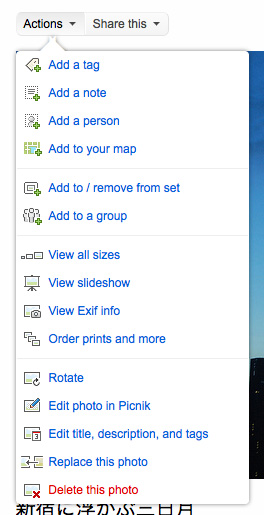 Actions Share this
Add a tag
Add a note
Add a person
Add to your map
Add to / remove from set
Add to a group
View all sizes
View slideshow
View Exif info
Order prints and more
Rotate
Edit photo in Picnik
Edit title, description, and tags
Replace this photo
Delete this photo
新宿に浮かぶ三日月